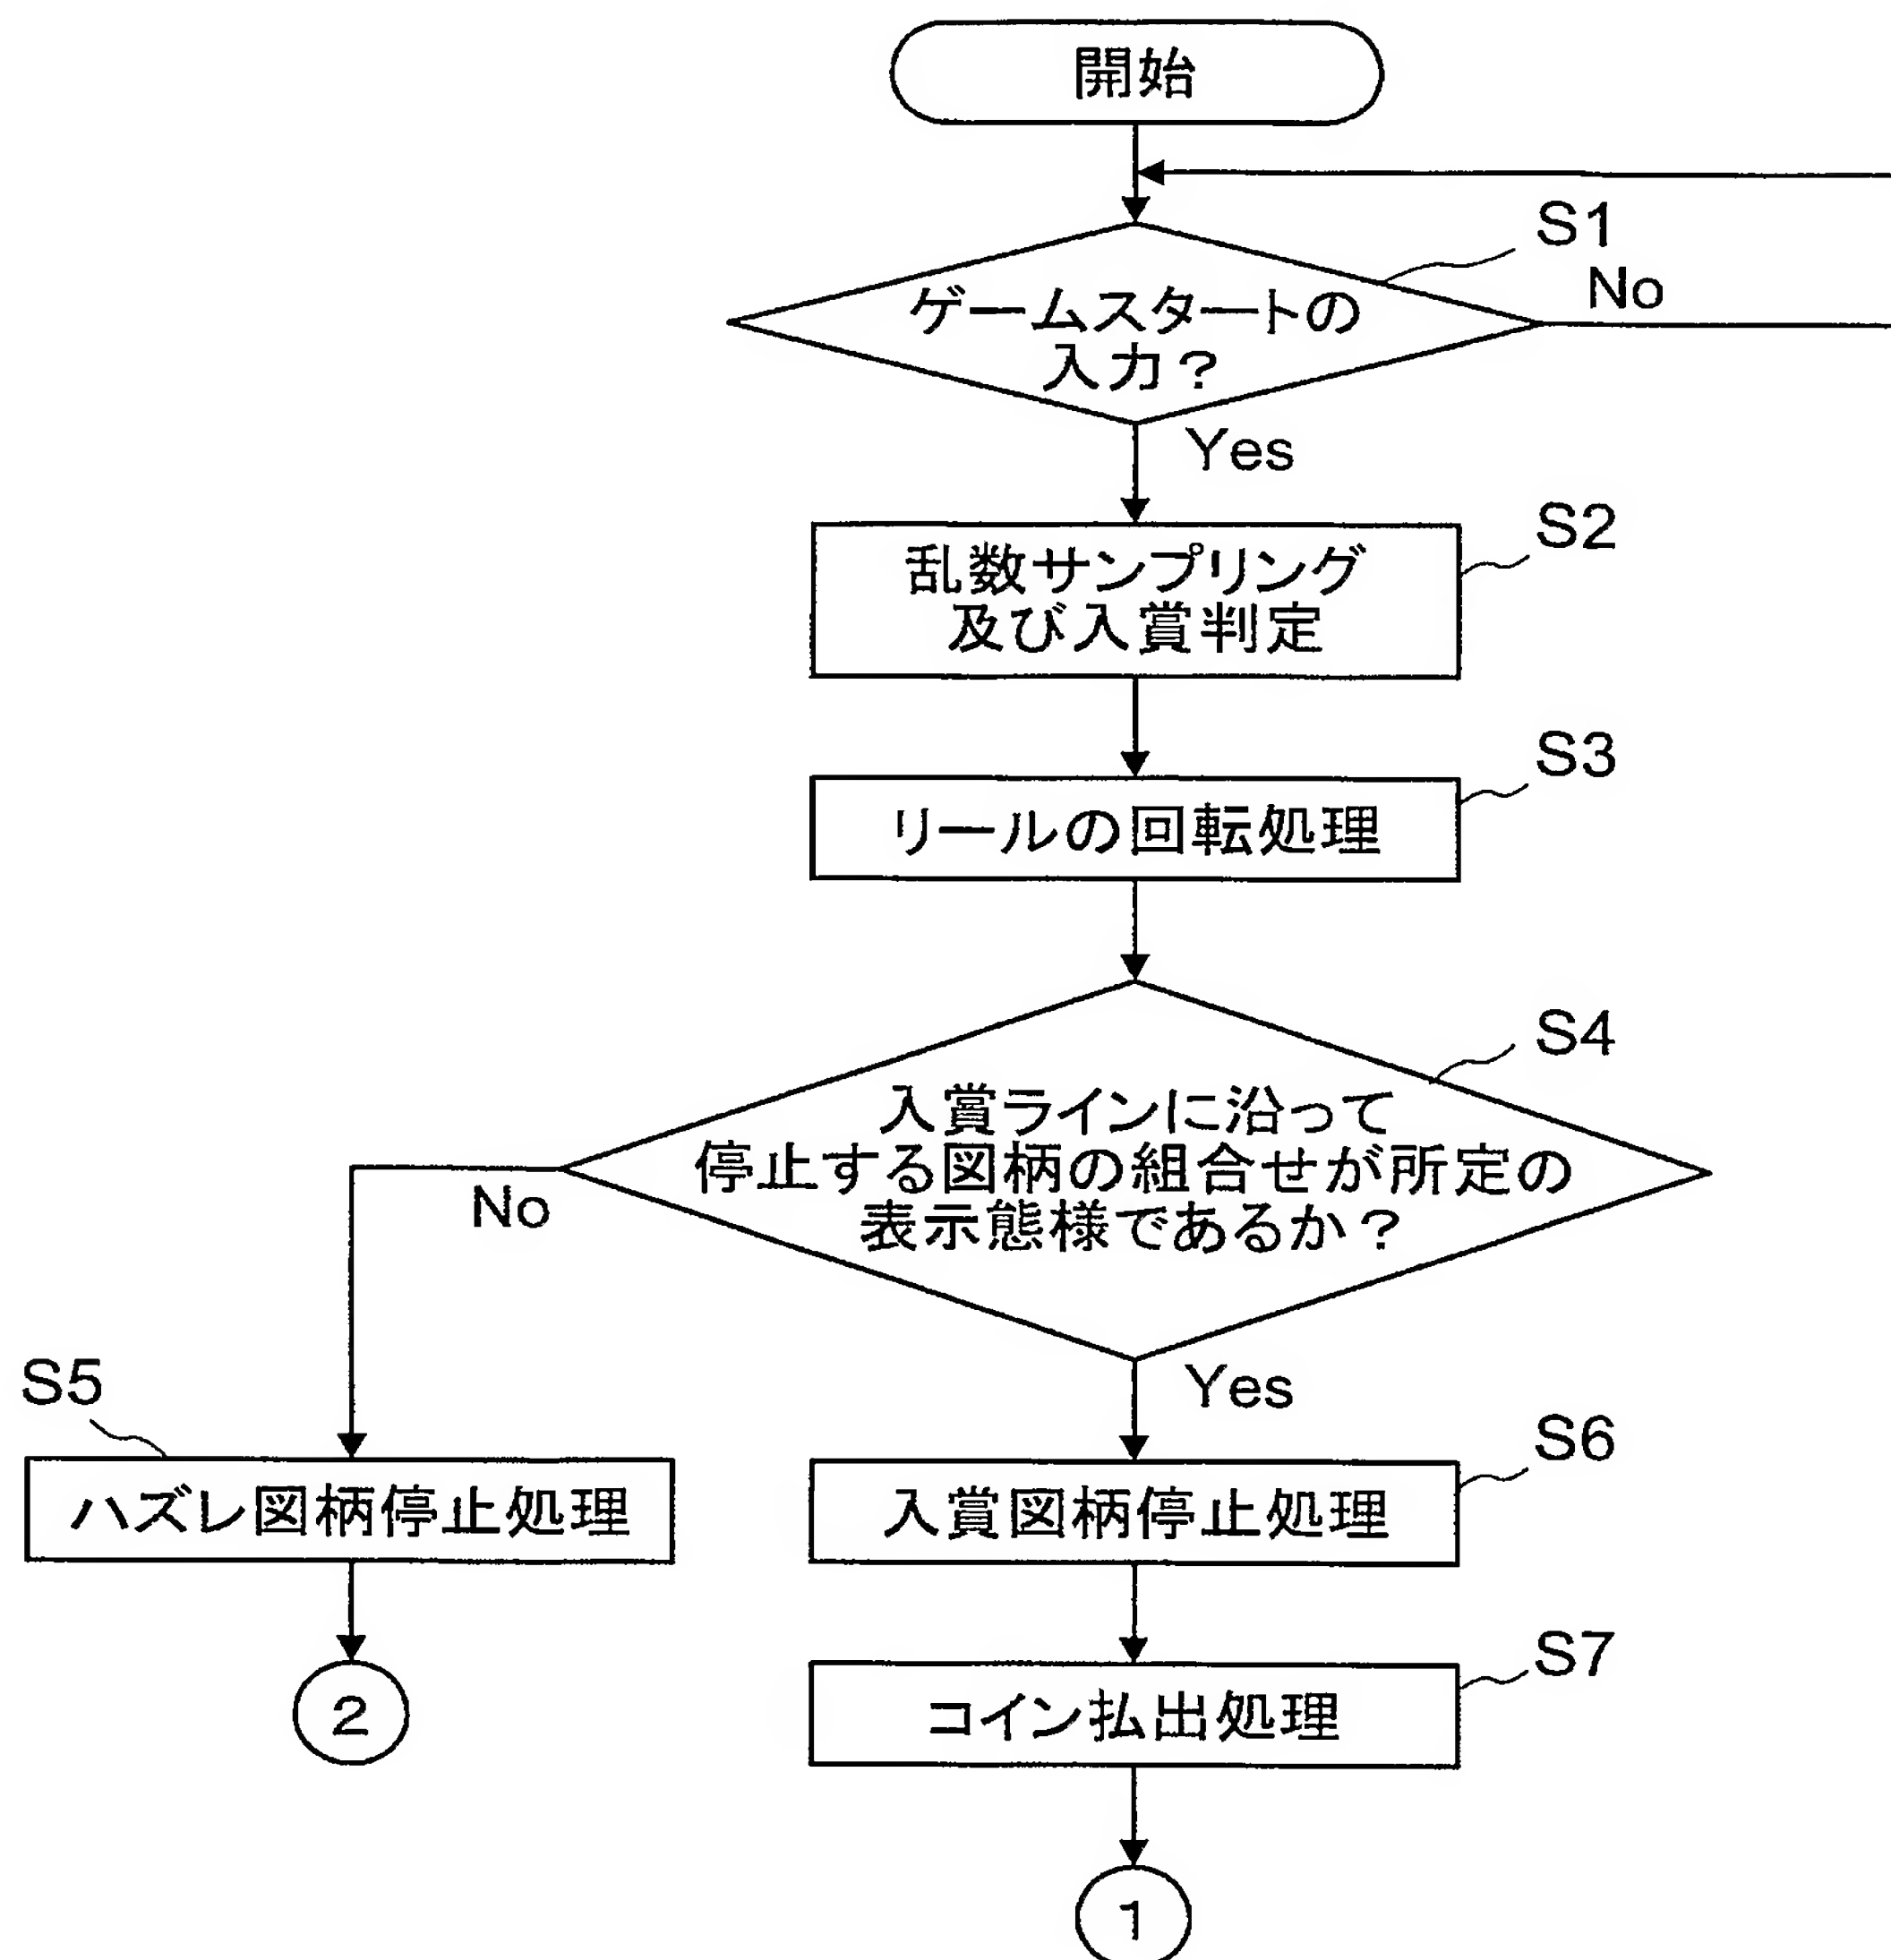 開始
S1
ゲームスタートの
入力?
No
Yes
S2
乱数サンプリング
及び入賞判定
S3
リールの回転処理
S4
入賞ラインに沿って
停止する図柄の組合せが所定の
表示態様であるか?
No
Yes
S5
ハズレ図柄停止処理
S6
入賞図柄停止処理
S7
コイン払出処理
2
1